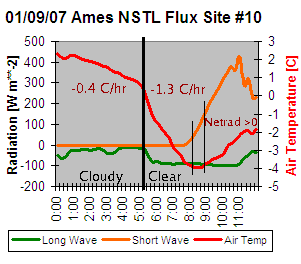 01/09/07 Ames NSTL Flux Site #10
Radiation [W m**-2]
500
400
300
200
100
0
-100
-200
-0.4 C/hr
-1.3 C/hr
Netrad >0
Cloudy
Clear
3
2
1
0
-1
-2
-3
-4
-5
Air Temperature [C]
0:00
1:00
2:00
3:00
4:00
5:00
6:00
7:00
8:00
9:00
10:00
11:00
Long Wave
Short Wave
Air Temp